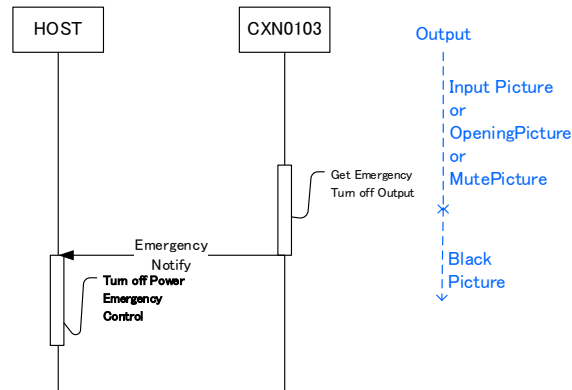 HOST
CXN0103
Output
Input Picture
or
OpeningPicture
or
MutePicture
Get Emergency
Turn off Output
Emergency
Notify
Turn off Power
Emergency
Control
Black
Picture